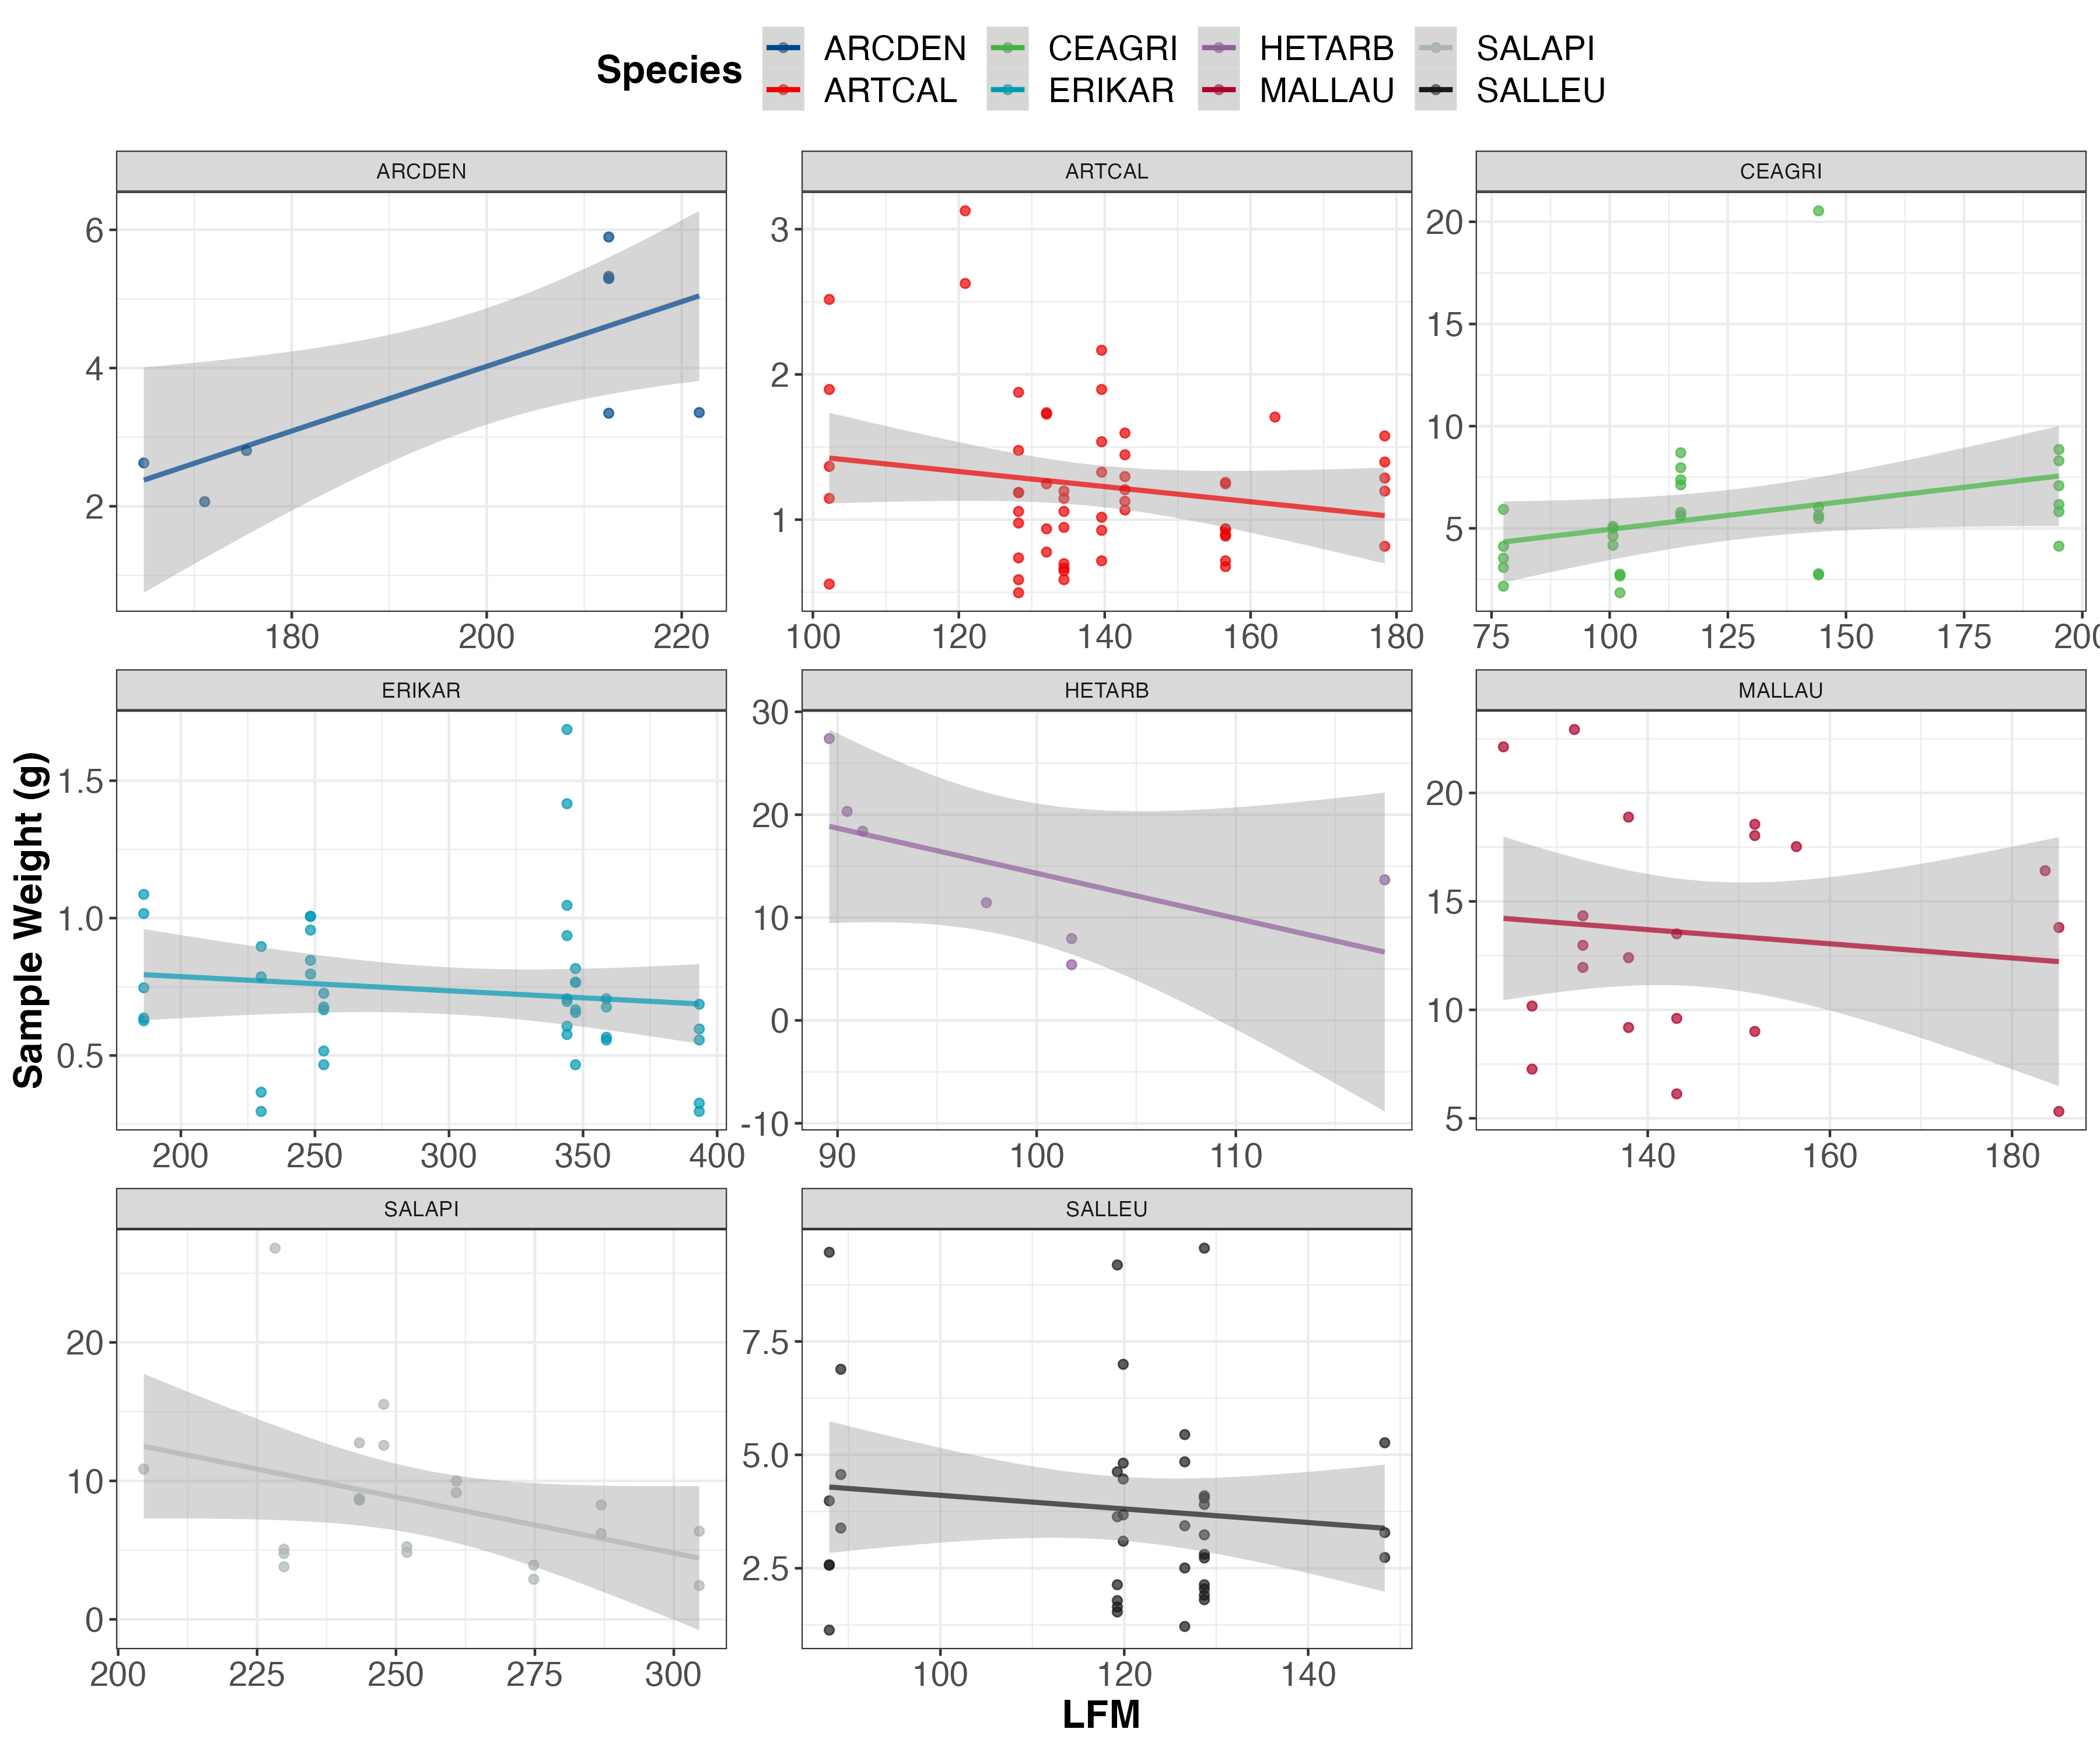 Species
ARCDEN CEAGRI HETARB SALAPI
ARTCAL ERIKAR MALLAU SALLEU
ARCDEN ARTCAL CEAGRI
6
4
2
180 200 220
3
2
1
100 120 140 160 180
20
15
10
5
75 100 125 150 175 200
ERIKAR HETARB MALLAU
1.5
1.0
0.5
200 250 300 350 400
30
20
10
0
-10
90 100 110
20
15
10
5
140 160 180
SALAPI SALLEU
20
10
0
200 225 250 275 300
7.5
5.0
2.5
100 120 140
Sample Weight (g)
LFM